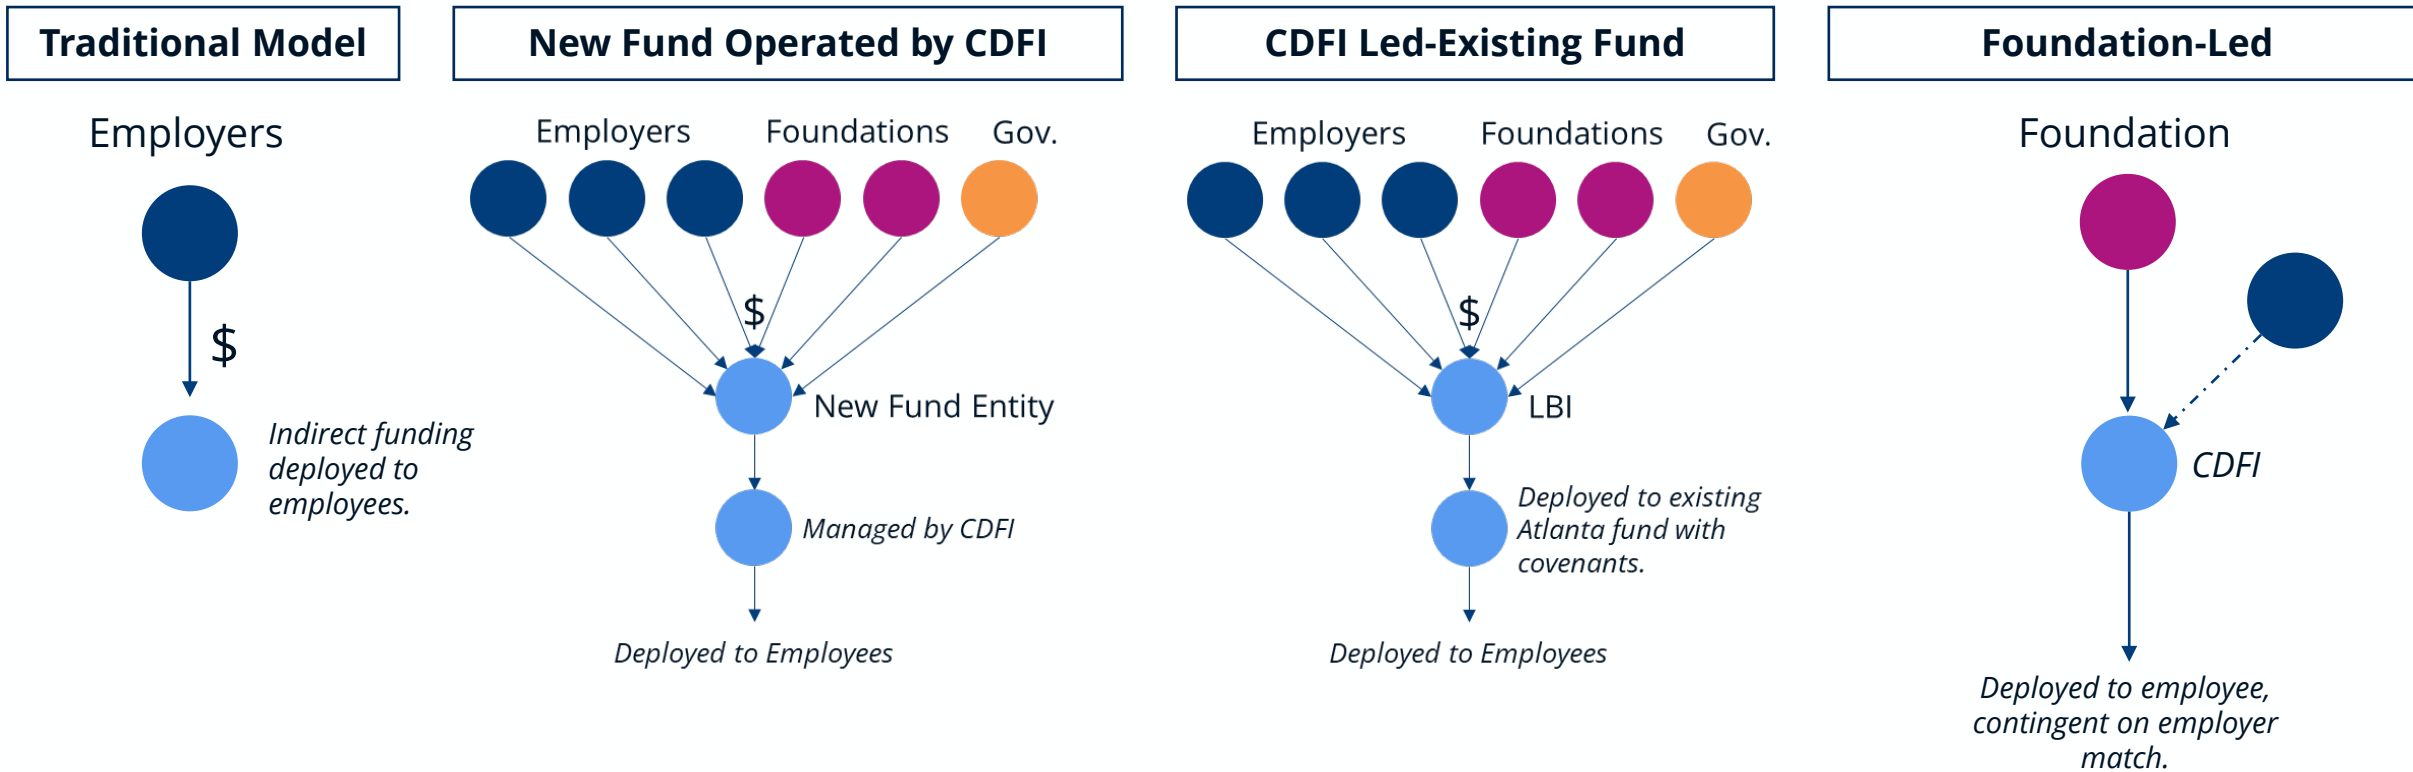 Traditional Model
Employers
$
Indirect funding
deployed to
employees.
New Fund Operated by CDFI
Employers
Foundations
Gov.
$
New Fund Entity
Managed by CDFI
Deployed to Employees
CDFI Led-Existing Fund
Employers
Foundations
Gov.
$
LBI
Deployed to existing
Atlanta fund with
covenants.
Deployed to Employees
Foundation-Led
Foundation
CDFI
Deployed to employee,
contingent on employer
match.